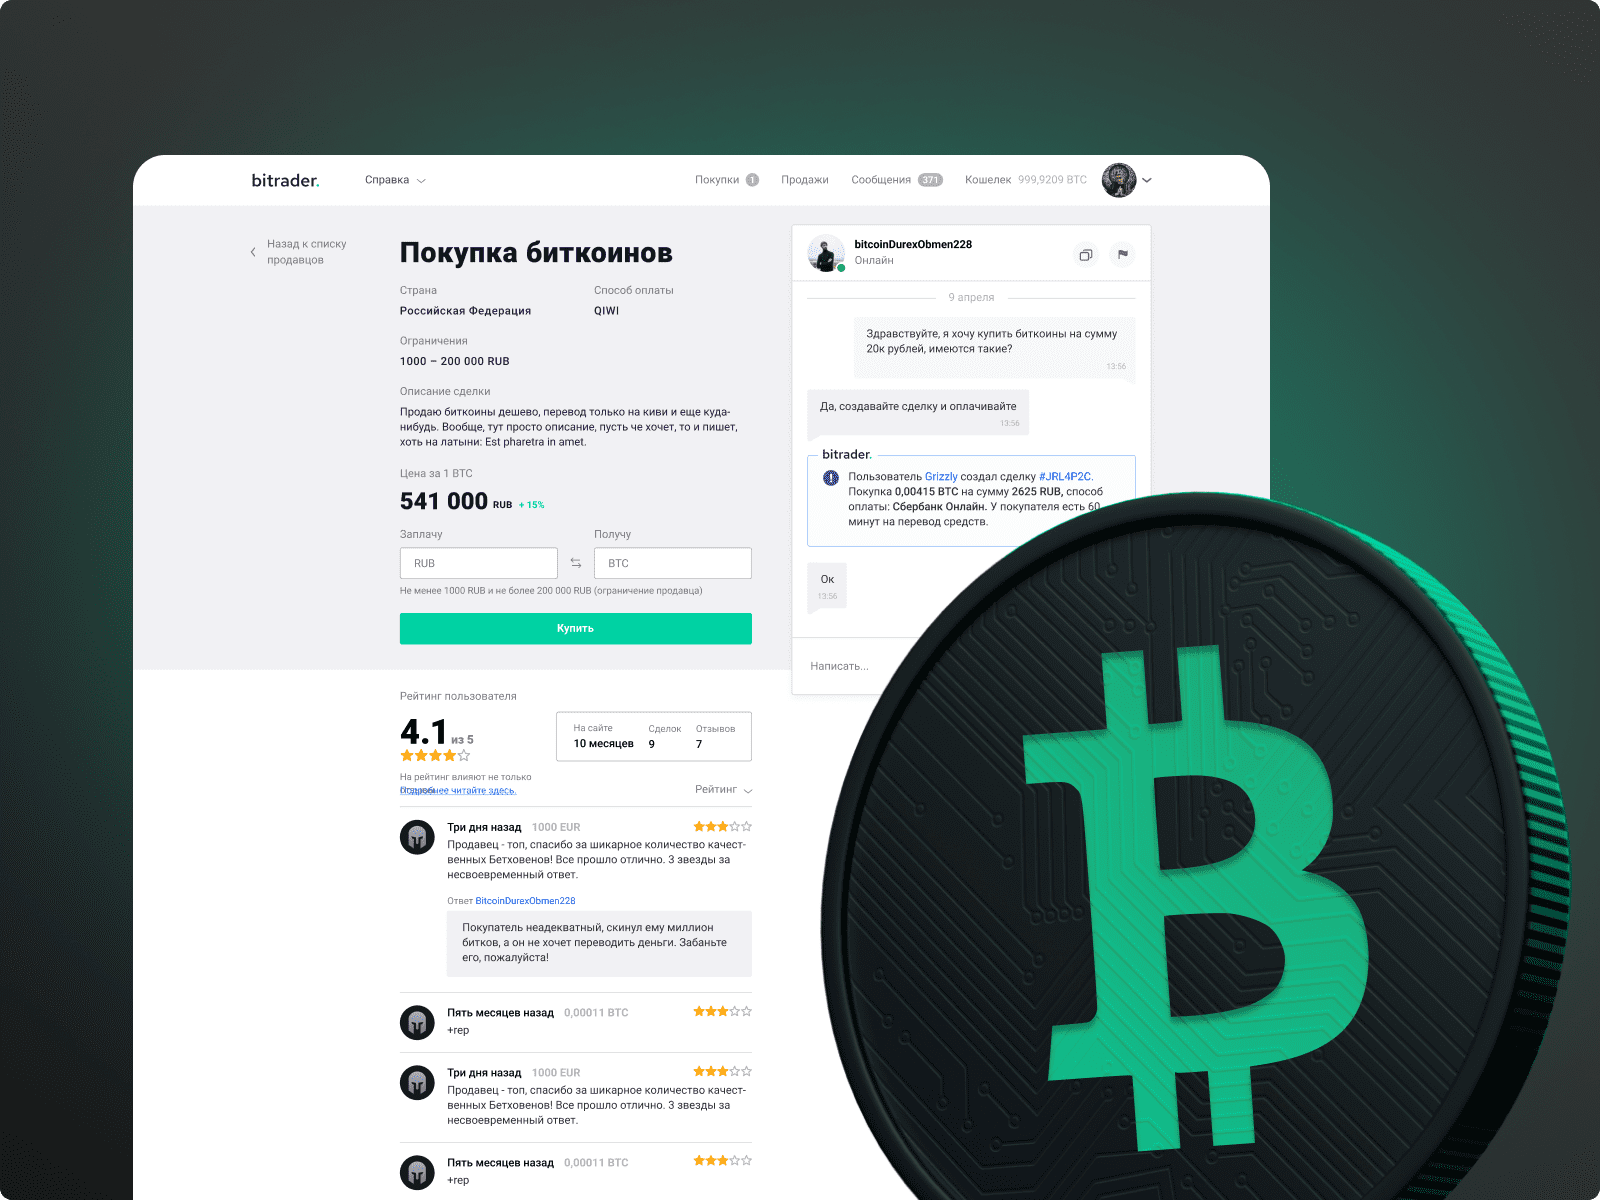 bitrader.
Справка
Покупки 1
Продажи
Сообщения 371
Кошелек 999,9209 BTC
Назад к списку
продавцов
Покупка биткоинов
Страна
Российская Федерация
Способ оплаты
QIWI
Ограничения
1000 – 200 000 RUB
Описание сделки
Продаю биткоины дешево, перевод только на киви и еще куда-
нибудь. Вообще, тут просто описание, пусть че хочет, то и пишет,
хоть на латыни: Est pharetra in amet.
Цена за 1 BTC
541 000 RUB + 15%
Заплачу
Получу
RUB
BTC
Не менее 1000 RUB и не более 200 000 RUB (ограничение продавца)
Купить
bitcoinDurexObmen228
Онлайн
9 апреля
Здравствуйте, я хочу купить биткоины на сумму
20к рублей, имеются такие?
13:56
Да, создавайте сделку и оплачивайте
13:56
bitrader.
Пользователь Grizzly создал сделку #JRL4P2C.
Покупка 0,00415 BTC на сумму 2625 RUB, способ
оплаты: Сбербанк Онлайн. У покупателя есть 60
минут на перевод средств.
Ок
13:56
Написать...
Рейтинг пользователя
4.1 из 5
На сайте
10 месяцев
Сделок
9
Отзывов
7
На рейтинг влияют не только
читайте здесь.
Рейтинг
Три дня назад 1000 EUR
Продавец - топ, спасибо за шикарное количество качест-
венных Бетховенов! Все прошло отлично. 3 звезды за
несвоевременный ответ.
Ответ BitcoinDurexObmen228
Покупатель неадекватный, скинул ему миллион
битков, а он не хочет переводить деньги. Забаньте
его, пожалуйста!
Пять месяцев назад 0,00011 BTC
+rep
Три дня назад 1000 EUR
Продавец - топ, спасибо за шикарное количество качест-
венных Бетховенов! Все прошло отлично. 3 звезды за
несвоевременный ответ.
Пять месяцев назад 0,00011 BTC
+rep